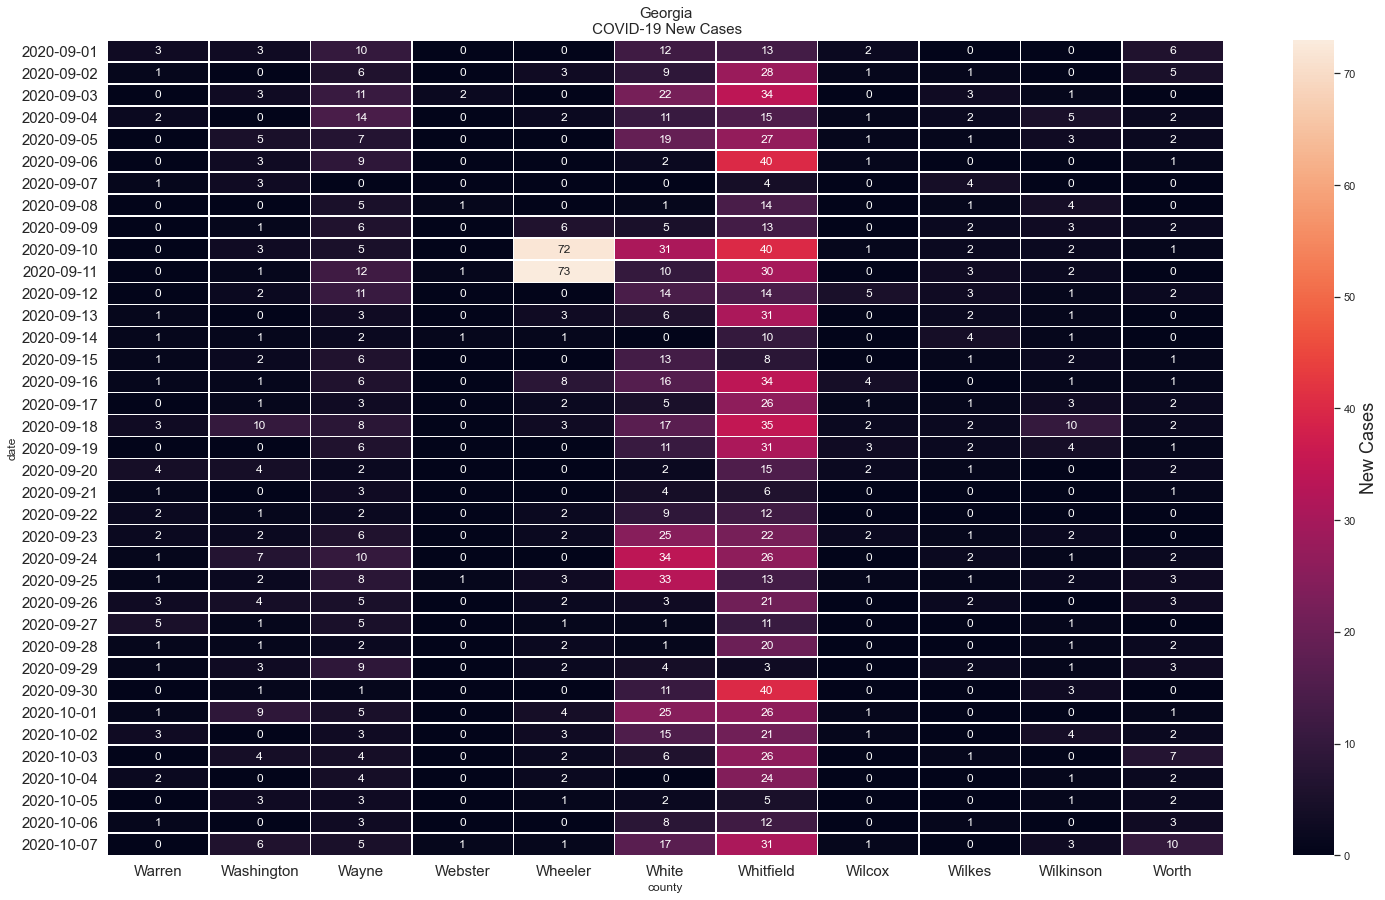 Georgia
COVID-19 New Cases
2020-09-01 3 3 10 0 0 12 13 2 0 0 6
2020-09-02 1 0 6 0 3 9 28 1 1 0 5
2020-09-03 0 3 11 2 0 22 34 0 3 1 0
2020-09-04 2 0 14 0 2 11 15 1 2 5 2
2020-09-05 0 5 7 0 0 19 27 1 1 3 2
2020-09-06 0 3 9 0 0 2 40 1 0 0 1
2020-09-07 1 3 0 0 0 0 4 0 4 0 0
2020-09-08 0 0 5 1 0 1 14 0 1 4 0
2020-09-09 0 1 6 0 6 5 13 0 2 3 2
2020-09-10 0 3 5 0 72 31 40 1 2 2 1
2020-09-11 0 1 12 1 73 10 30 0 3 2 0
2020-09-12 0 2 11 0 0 14 14 5 3 1 2
2020-09-13 1 0 3 0 3 6 31 0 2 1 0
2020-09-14 1 1 2 1 1 0 10 0 4 1 0
2020-09-15 1 2 6 0 0 13 8 0 1 2 1
2020-09-16 1 1 6 0 8 16 34 4 0 1 1
2020-09-17 0 1 3 0 2 5 26 1 1 3 2
2020-09-18 3 10 8 0 3 17 35 2 2 10 2
2020-09-19 0 0 6 0 0 11 31 3 2 4 1
2020-09-20 4 4 2 0 0 2 15 2 1 0 2
2020-09-21 1 0 3 0 0 4 6 0 0 0 1
2020-09-22 2 1 2 0 2 9 12 0 0 0 0
2020-09-23 2 2 6 0 2 25 22 2 1 2 0
2020-09-24 1 7 10 0 0 34 26 0 2 1 2
2020-09-25 1 2 8 1 3 33 13 1 1 2 3
2020-09-26 3 4 5 0 2 3 21 0 2 0 3
2020-09-27 5 1 5 0 1 1 11 0 0 1 0
2020-09-28 1 1 2 0 2 1 20 0 0 1 2
2020-09-29 1 3 9 0 2 4 3 0 2 1 3
2020-09-30 0 1 1 0 0 11 40 0 0 3 0
2020-10-01 1 9 5 0 4 25 26 1 0 0 1
2020-10-02 3 0 3 0 3 15 21 1 0 4 2
2020-10-03 0 4 4 0 2 6 26 0 1 0 7
2020-10-04 2 0 4 0 2 0 24 0 0 1 2
2020-10-05 0 3 3 0 1 2 5 0 0 1 2
2020-10-06 1 0 3 0 0 8 12 0 1 0 3
2020-10-07 0 6 5 1 1 17 31 1 0 3 10
Warren Washington Wayne Webster Wheeler White Whitfield Wilcox Wilkes Wilkinson Worth
county
date
70
60
50
40
30
20
10
0
New Cases